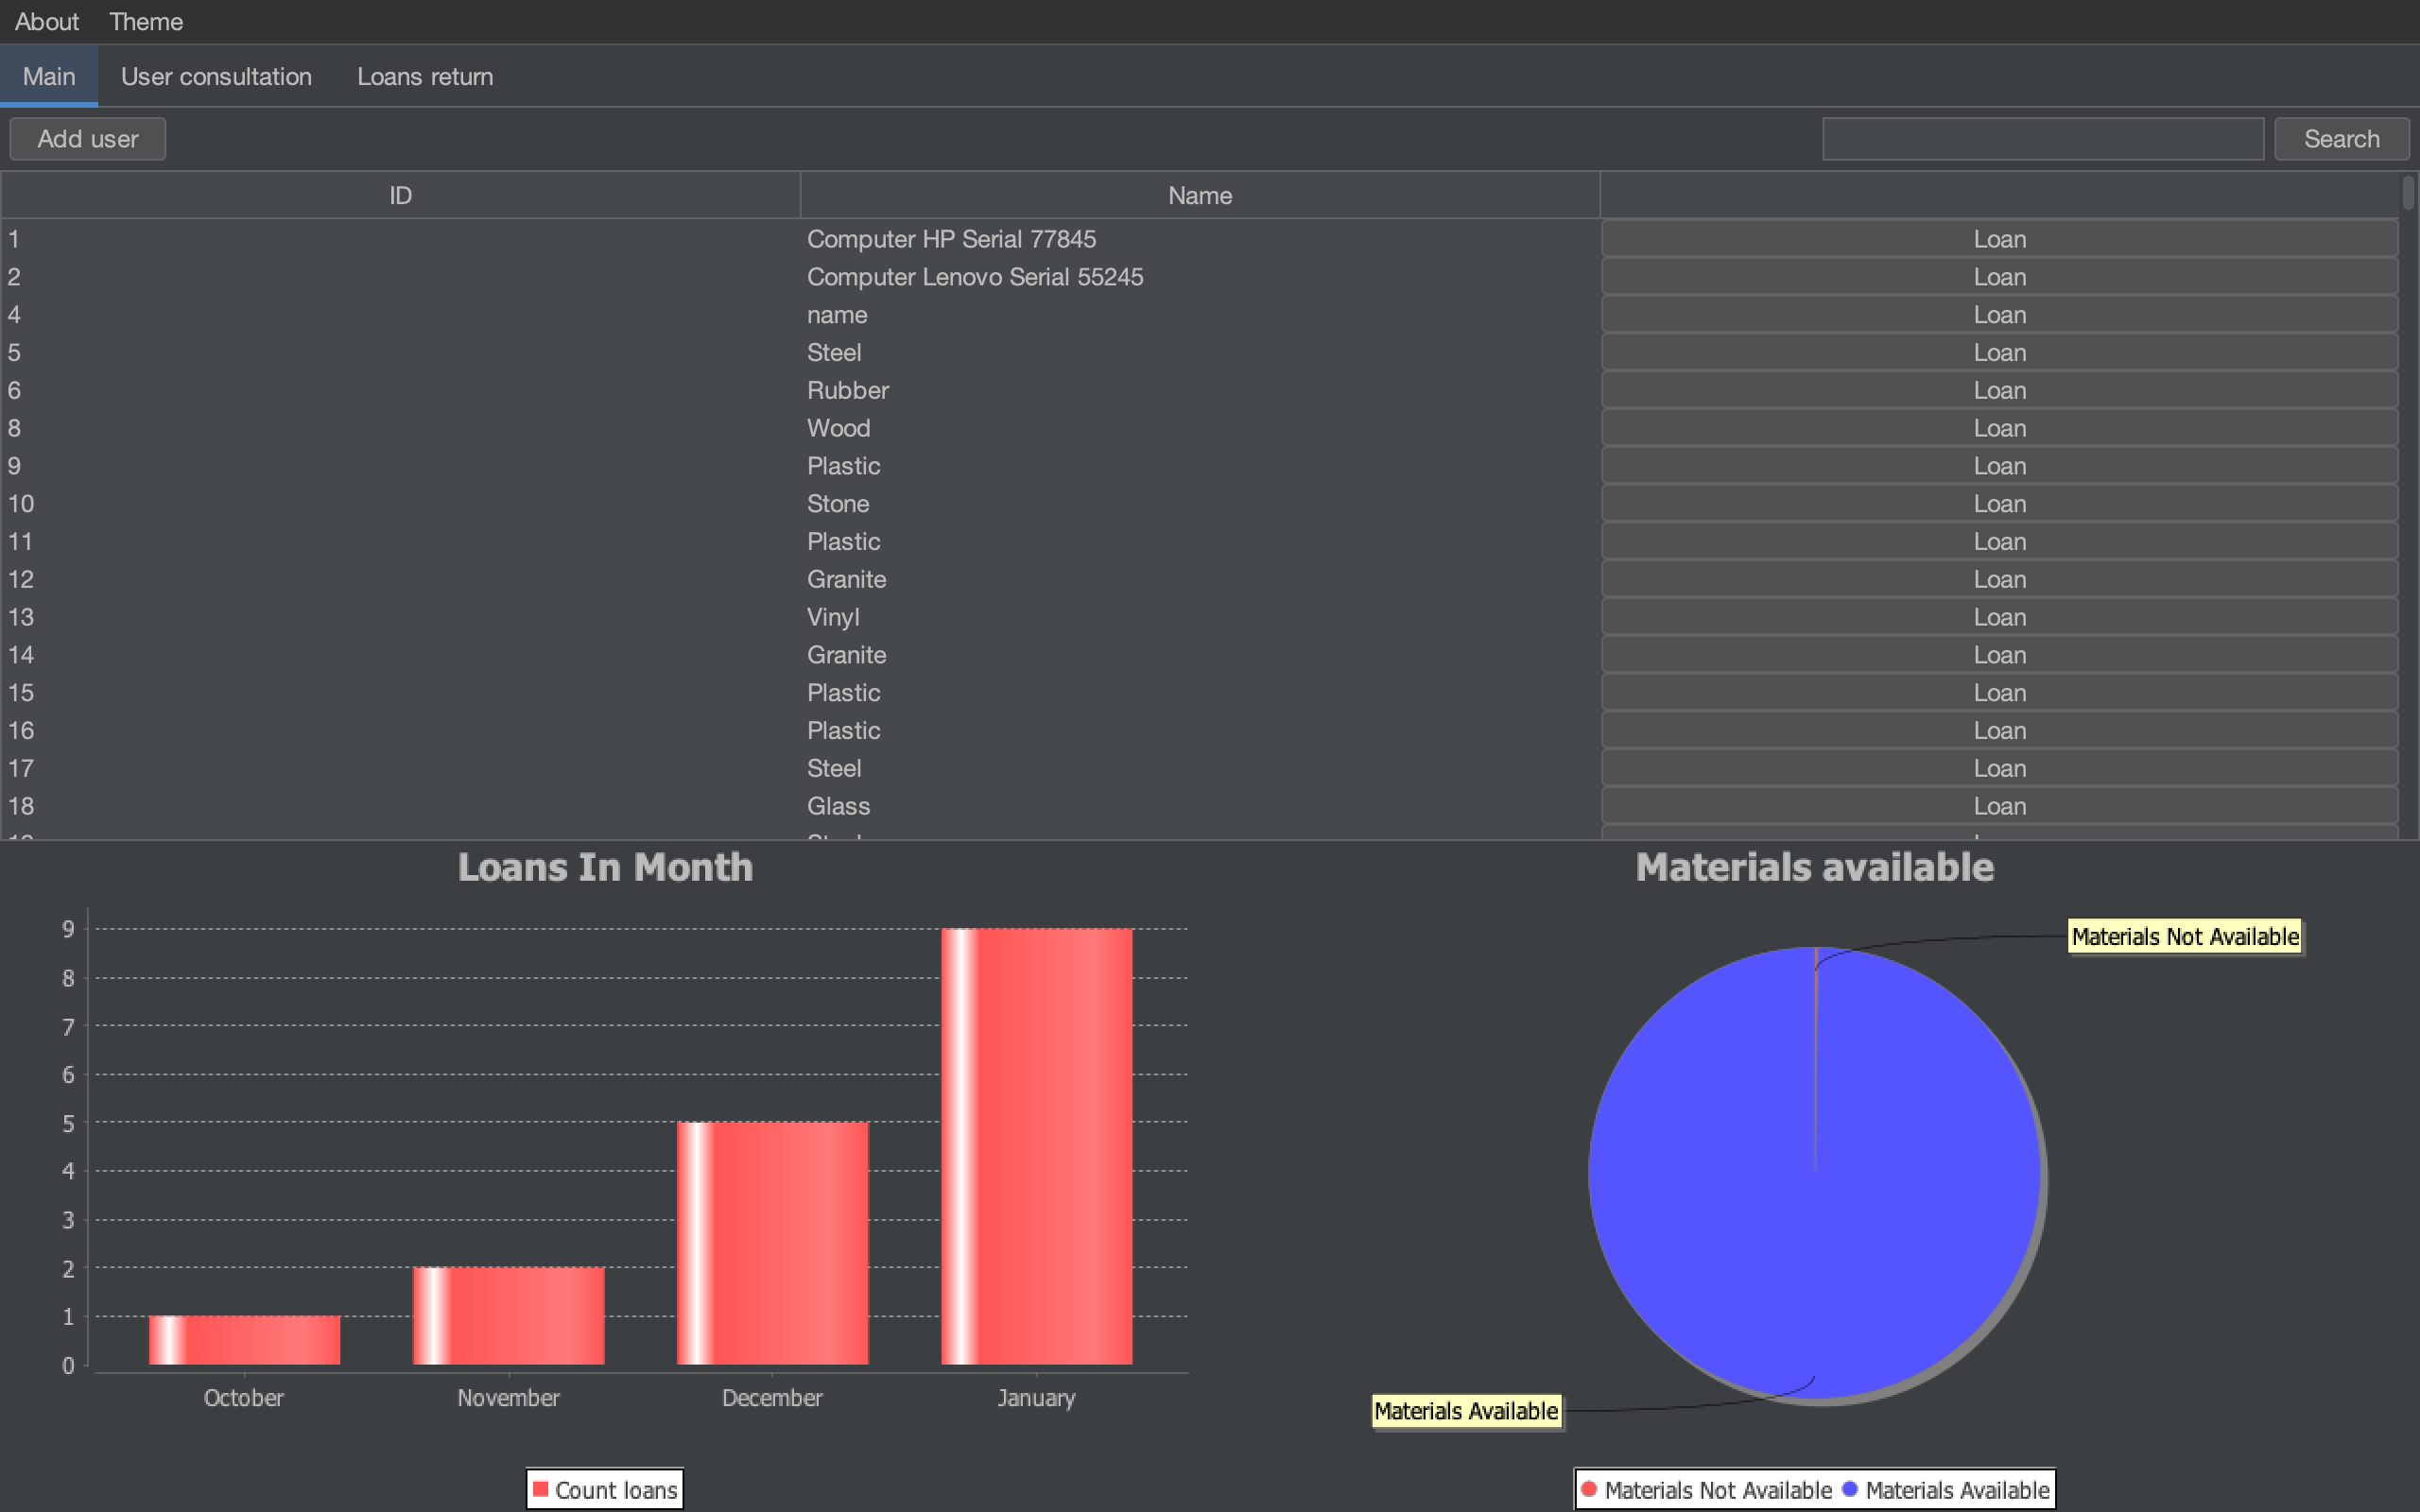 About Theme
Main User consultation Loans return
Add user Search
ID Name
1 Computer HP Serial 77845 Loan
2 Computer Lenovo Serial 55245 Loan
4 name Loan
5 Steel Loan
6 Rubber Loan
8 Wood Loan
9 Plastic Loan
10 Stone Loan
11 Plastic Loan
12 Granite Loan
13 Vinyl Loan
14 Granite Loan
15 Plastic Loan
16 Plastic Loan
17 Steel Loan
18 Glass Loan
Loans In Month
9
8
7
6
5
4
3
2
1
0
October November December January
Count loans
Materials available
Materials Not Available
Materials Available
Materials Not Available Materials Available